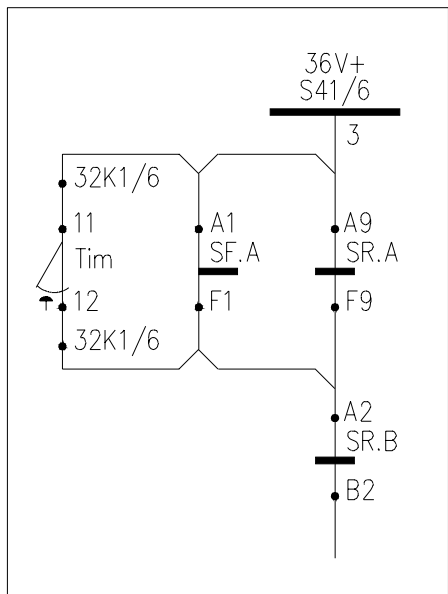 36V+
S41/6
3
32K1/6
11
Tim
12
32K1/6
A1
SF.A
F1
A9
SR.A
F9
A2
SR.B
B2